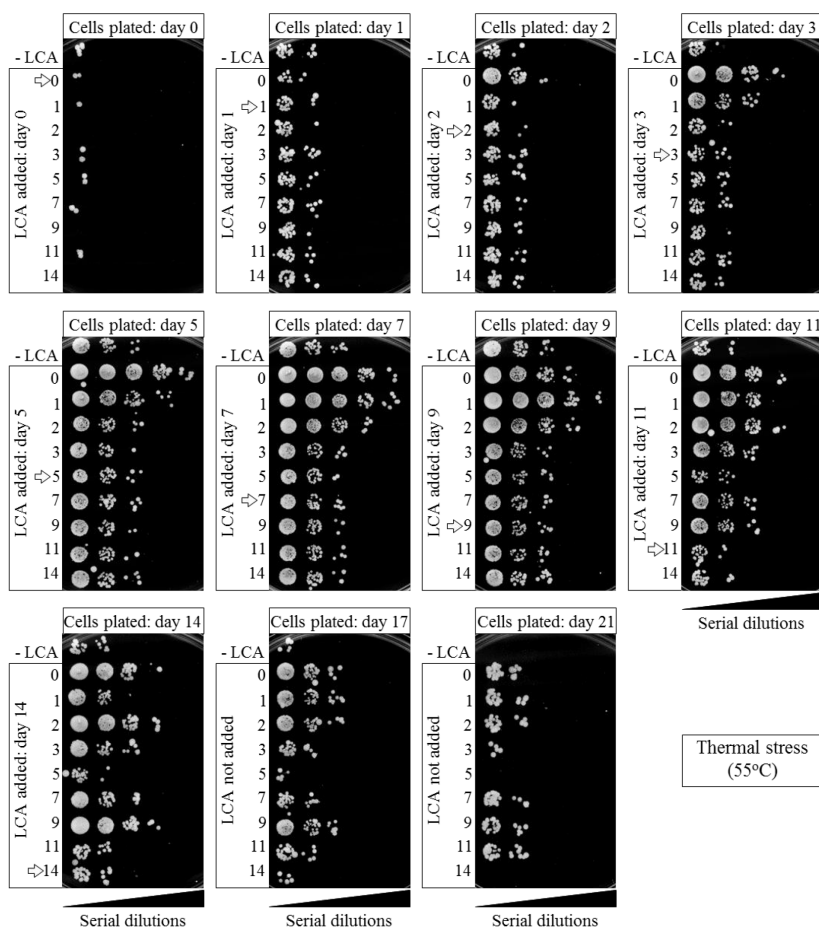 Cells plated: day 0
- LCA
LCA added: day 0
0
1
2
3
5
7
9
11
14
Cells plated: day 1
LCA added: day 1
0
1
2
3
5
7
9
11
14
Cells plated: day 2
LCA added: day 2
0
1
2
3
5
7
9
11
14
Cells plated: day 3
- LCA
LCA added: day 3
0
1
2
3
5
7
9
11
14
Cells plated: day 5
- LCA
LCA added: day 5
0
1
2
3
5
7
9
11
14
Cells plated: day 7
LCA added: day 7
0
1
2
3
5
7
9
11
14
Cells plated: day 9
LCA added: day 9
0
1
2
3
5
7
9
11
14
Cells plated: day 11
- LCA
LCA added: day 11
0
1
2
3
5
7
9
11
14
Serial dilutions
Cells plated: day 14
- LCA
LCA added: day 14
0
1
2
3
5
7
9
11
14
Serial dilutions
Cells plated: day 17
- LCA
LCA not added
0
1
2
3
5
7
9
11
14
Serial dilutions
Cells plated: day 21
- LCA
LCA not added
0
1
2
3
5
7
9
11
14
Serial dilutions
Thermal stress
(55°C)